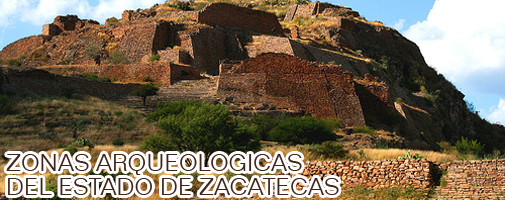 ZONAS ARQUEOLOGICAS
DEL ESTADO DE ZACATECAS